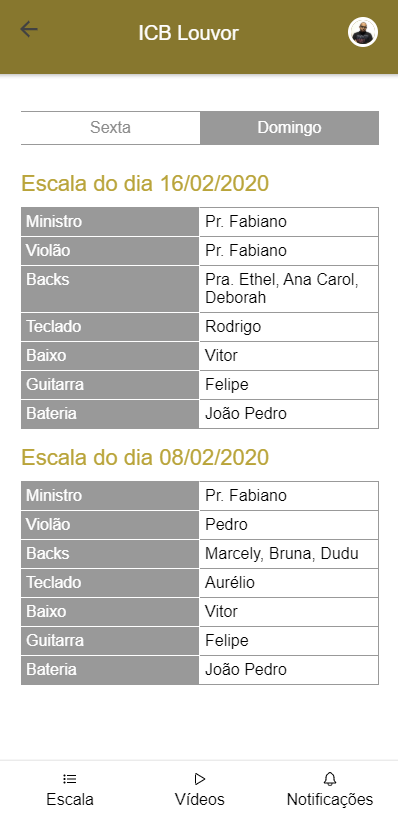 ICB Louvor
Sexta Domingo
Escala do dia 16/02/2020
Ministro Pr. Fabiano
Violão Pr. Fabiano
Backs Pra. Ethel, Ana Carol,
Deborah
Teclado Rodrigo
Baixo Vitor
Guitarra Felipe
Bateria João Pedro
Escala do dia 08/02/2020
Ministro Pr. Fabiano
Violão Pedro
Backs Marcely, Bruna, Dudu
Teclado Aurélio
Baixo Vitor
Guitarra Felipe
Bateria João Pedro
Escala Vídeos Notificações